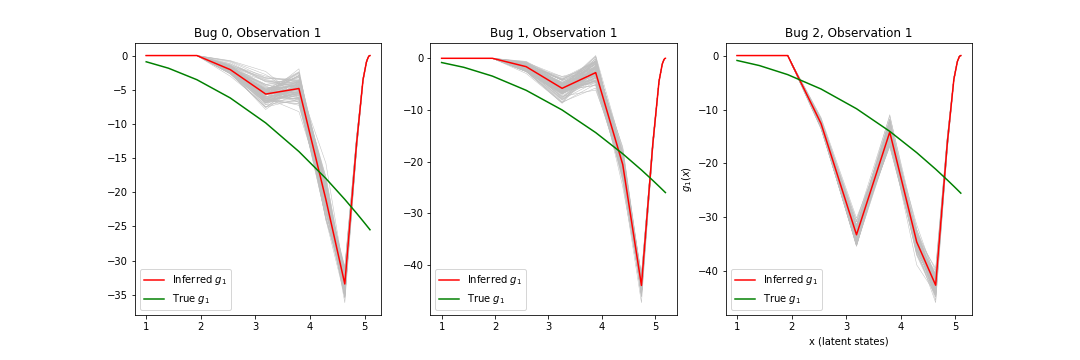 Bug 0, Observation 1
0
−5
−10
−15
−20
−25
−30
−35
1 2 3 4 5
Inferred g₁
True g₁
Bug 1, Observation 1
0
−10
−20
−30
−40
1 2 3 4 5
Inferred g₁
True g₁
Bug 2, Observation 1
g₁(x)
0
−10
−20
−30
−40
1 2 3 4 5
x (latent states)
Inferred g₁
True g₁